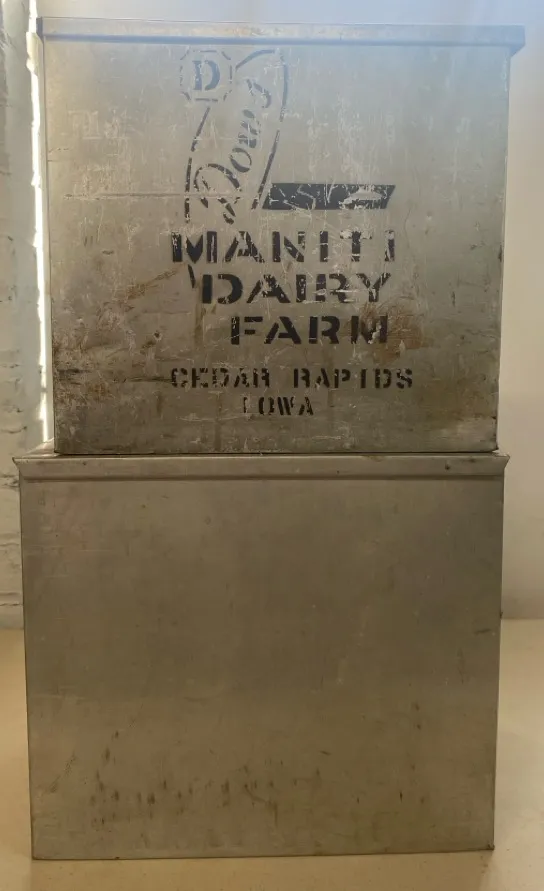 D
Dows
MANITI
DAIRY
FARM
CEDAR RAPIDS
IOWA